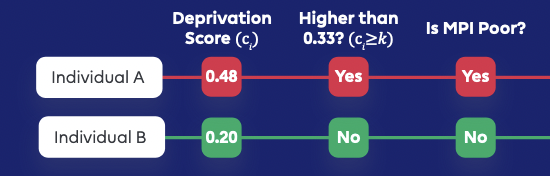 Deprivation Score (cᵢ)
Higher than 0.33? (cᵢ≥k)
Is MPI Poor?
Individual A 0.48 Yes Yes
Individual B 0.20 No No